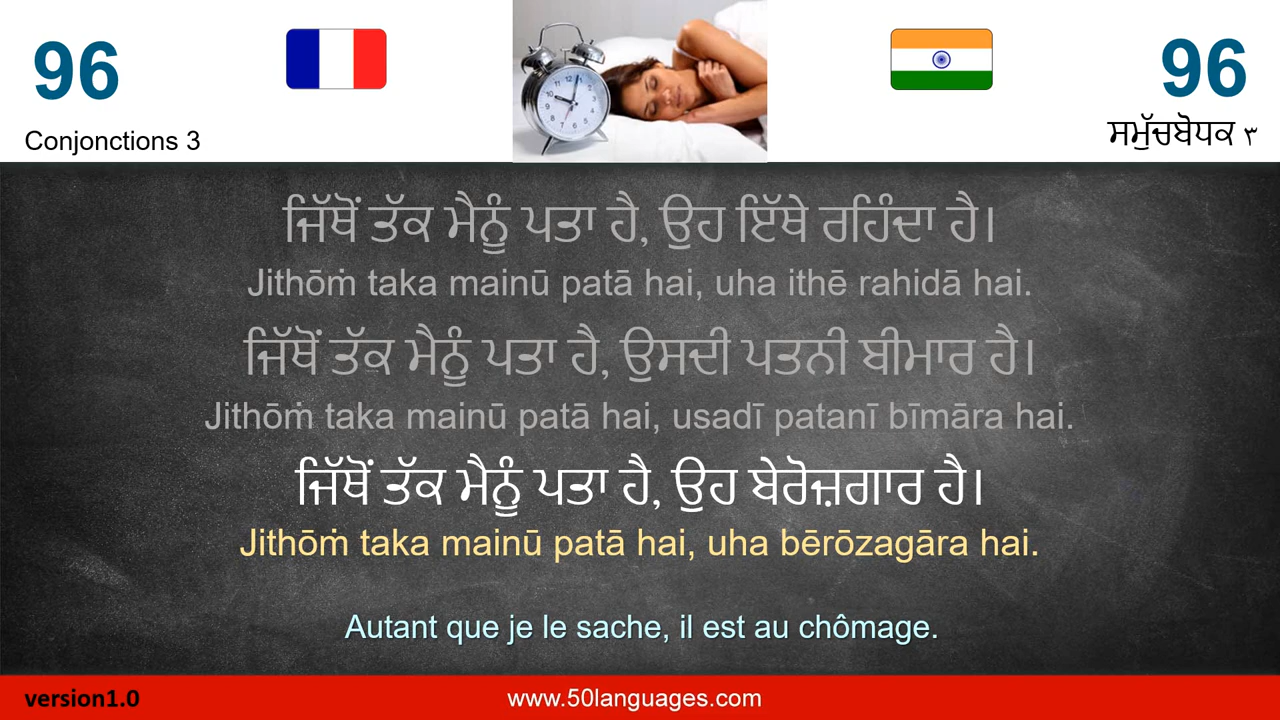 96
96
Conjonctions 3
ਸਮੁੱਚਬੋਧਕ ੩
ਜਿੱਥੋਂ ਤੱਕ ਮੈਨੂੰ ਪਤਾ ਹੈ, ਉਹ ਇੱਥੇ ਰਹਿੰਦਾ ਹੈ।
Jithōṁ taka mainū patā hai, uha ithē rahidā hai.
ਜਿੱਥੋਂ ਤੱਕ ਮੈਨੂੰ ਪਤਾ ਹੈ, ਉਸਦੀ ਪਤਨੀ ਬੀਮਾਰ ਹੈ।
Jithōṁ taka mainū patā hai, usadī patanī bīmāra hai.
ਜਿੱਥੋਂ ਤੱਕ ਮੈਨੂੰ ਪਤਾ ਹੈ, ਉਹ ਬੇਰੋਜ਼ਗਾਰ ਹੈ।
Jithōṁ taka mainū patā hai, uha bērōzagāra hai.
Autant que je le sache, il est au chômage.
version1.0
www.50languages.com